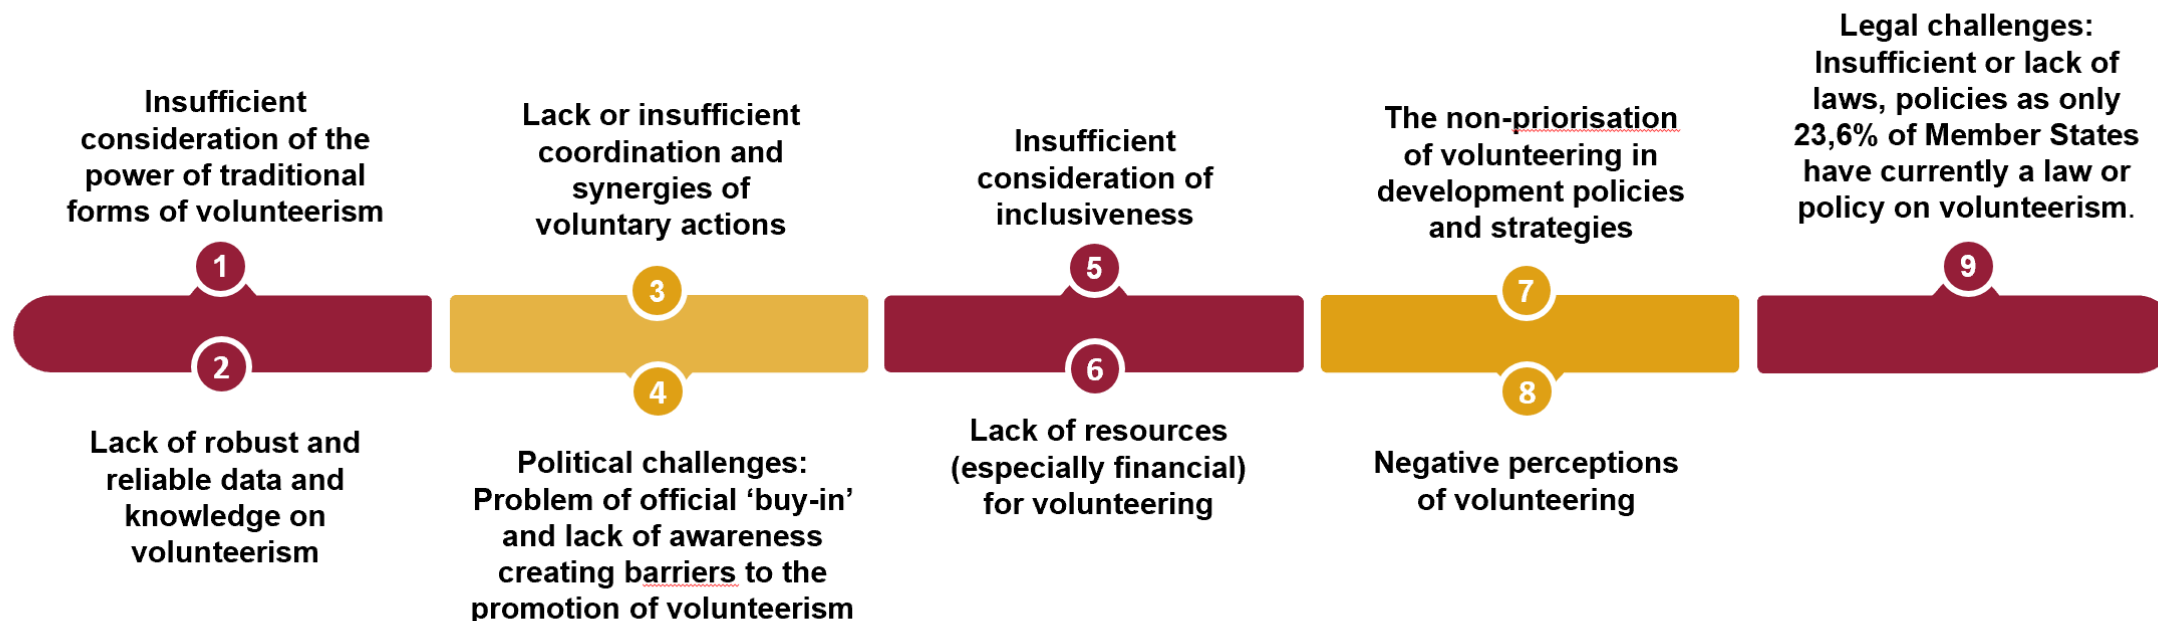 Insufficient
consideration of the
power of traditional
forms of volunteerism
1
2
Lack of robust and
reliable data and
knowledge on
volunteerism
Lack or insufficient
coordination and
synergies of
voluntary actions
3
4
Political challenges:
Problem of official ‘buy-in’
and lack of awareness
creating barriers to the
promotion of volunteerism
Insufficient
consideration of
inclusiveness
5
6
Lack of resources
(especially financial)
for volunteering
The non-priorisation
of volunteering in
development policies
and strategies
7
8
Negative perceptions
of volunteering
Legal challenges:
Insufficient or lack of
laws, policies as only
23,6% of Member States
have currently a law or
policy on volunteerism.
9